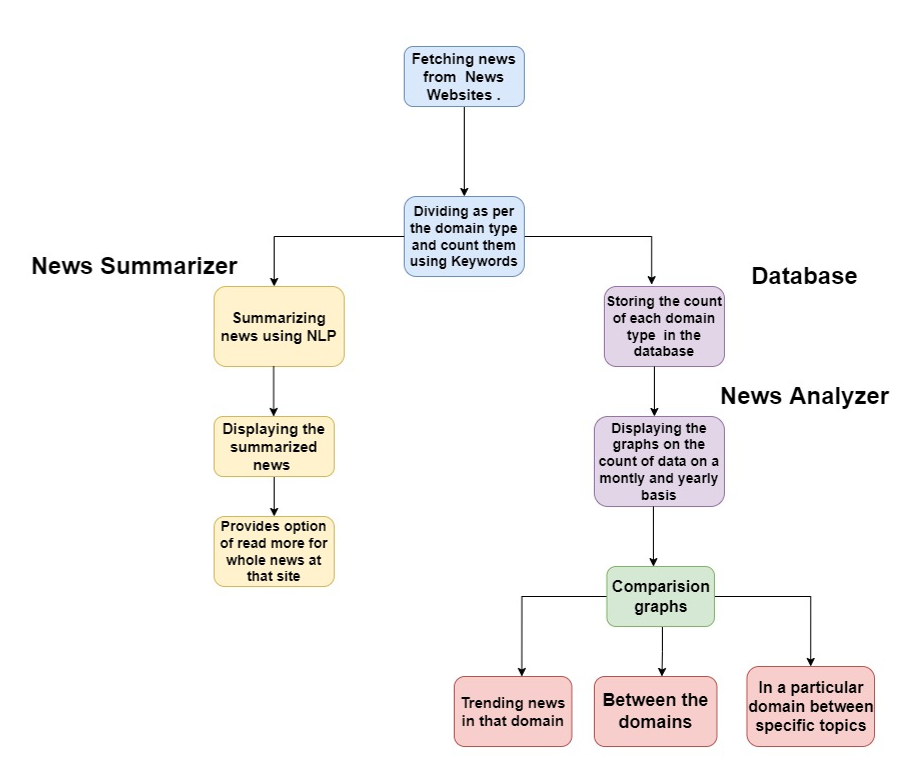 Fetching news
from News
Websites .
Dividing as per
the domain type
and count them
using Keywords
News Summarizer
Summarizing
news using NLP
Displaying the
summarized
news
Provides option
of read more for
whole news at
that site
Database
Storing the count
of each domain
type in the
database
News Analyzer
Displaying the
graphs on the
count of data on a
montly and yearly
basis
Comparision
graphs
Trending news
in that domain
Between the
domains
In a particular
domain between
specific topics